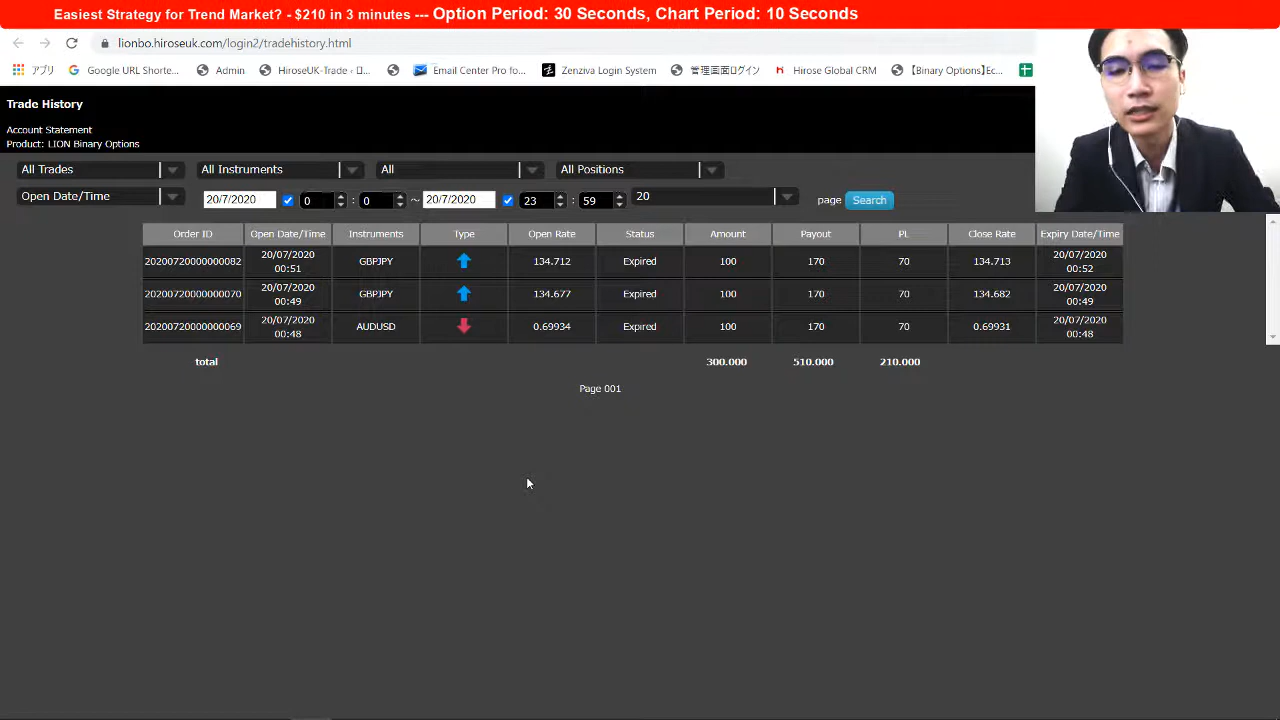 Easiest Strategy for Trend Market? - $210 in 3 minutes --- Option Period: 30 Seconds, Chart Period: 10 Seconds
lionbo.hiroseuk.com/login2/tradehistory.html
アプリ Google URL Shorte... Admin HiroseUK-Trade ‹ ロ... Email Center Pro fo... Zenziva Login System 管理画面ログイン Hirose Global CRM 【Binary Options】Ec...
Trade History
Account Statement
Product: LION Binary Options
All Trades All Instruments All All Positions
Open Date/Time 20/7/2020 0 : 0 ~ 20/7/2020 23 : 59 20 page Search
Order ID Open Date/Time Instruments Type Open Rate Status Amount Payout PL Close Rate Expiry Date/Time
20200720000000082 20/07/2020 00:51 GBPJPY 134.712 Expired 100 170 70 134.713 20/07/2020 00:52
20200720000000070 20/07/2020 00:49 GBPJPY 134.677 Expired 100 170 70 134.682 20/07/2020 00:49
20200720000000069 20/07/2020 00:48 AUDUSD 0.69934 Expired 100 170 70 0.69931 20/07/2020 00:48
total 300.000 510.000 210.000
Page 001